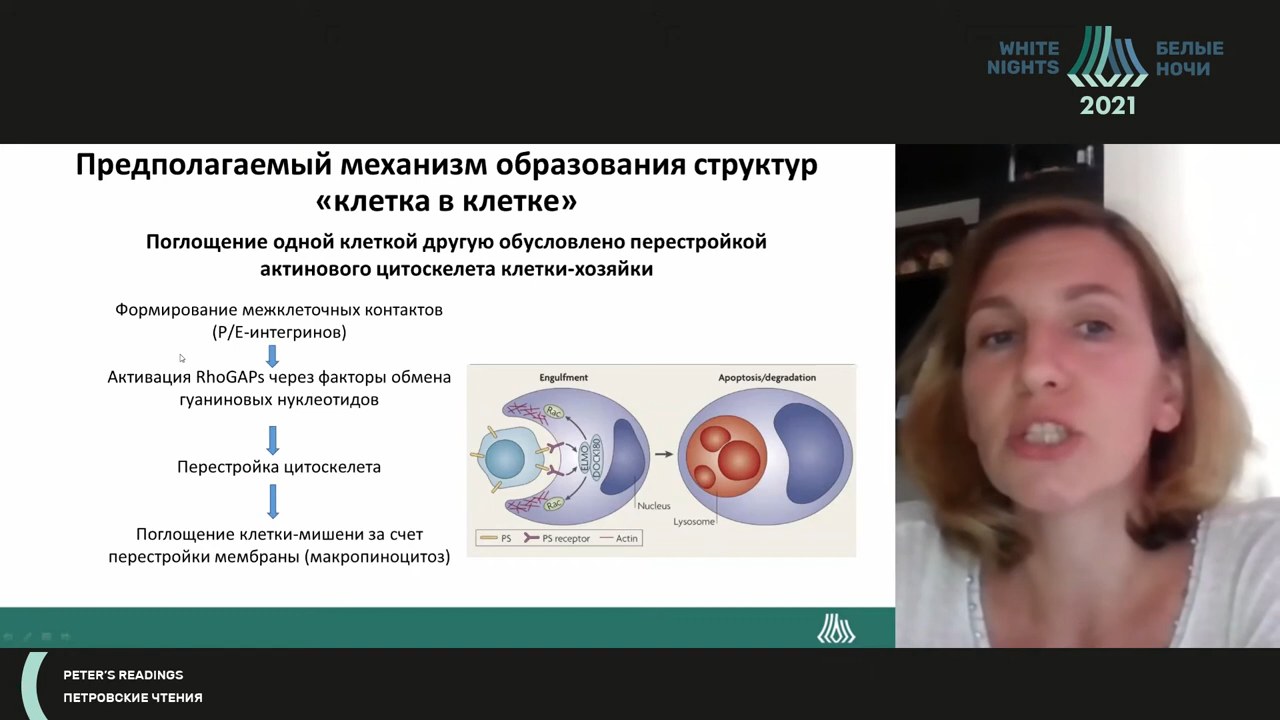 WHITE
NIGHTS
БЕЛЫЕ
НОЧИ
2021
Предполагаемый механизм образования структур
«клетка в клетке»
Поглощение одной клеткой другую обусловлено перестройкой
актинового цитоскелета клетки-хозяйки
Формирование межклеточных контактов
(Р/Е-интегринов)
Активация RhoGAPs через факторы обмена
гуаниновых нуклеотидов
Перестройка цитоскелета
Поглощение клетки-мишени за счет
перестройки мембраны (макропиноцитоз)
Engulfment
Apoptosis/degradation
Rac
ELMO
DOCK180
Rac
Nucleus
Lysosome
PS
PS receptor
Actin
PETER'S READINGS
ПЕТРОВСКИЕ ЧТЕНИЯ